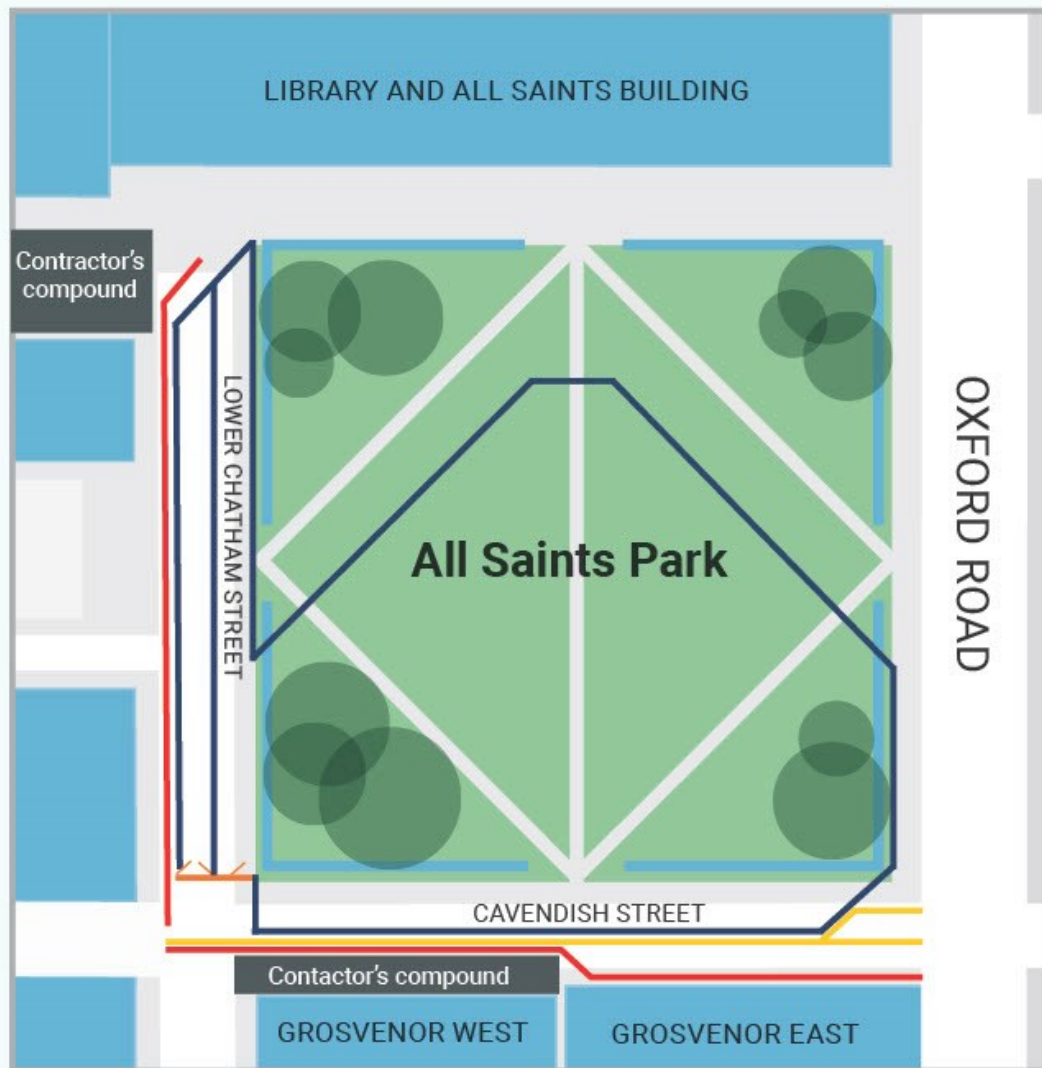 LIBRARY AND ALL SAINTS BUILDING
Contractor's
compound
LOWER CHATHAM STREET
OXFORD ROAD
All Saints Park
CAVENDISH STREET
Contactor's compound
GROSVENOR WEST
GROSVENOR EAST